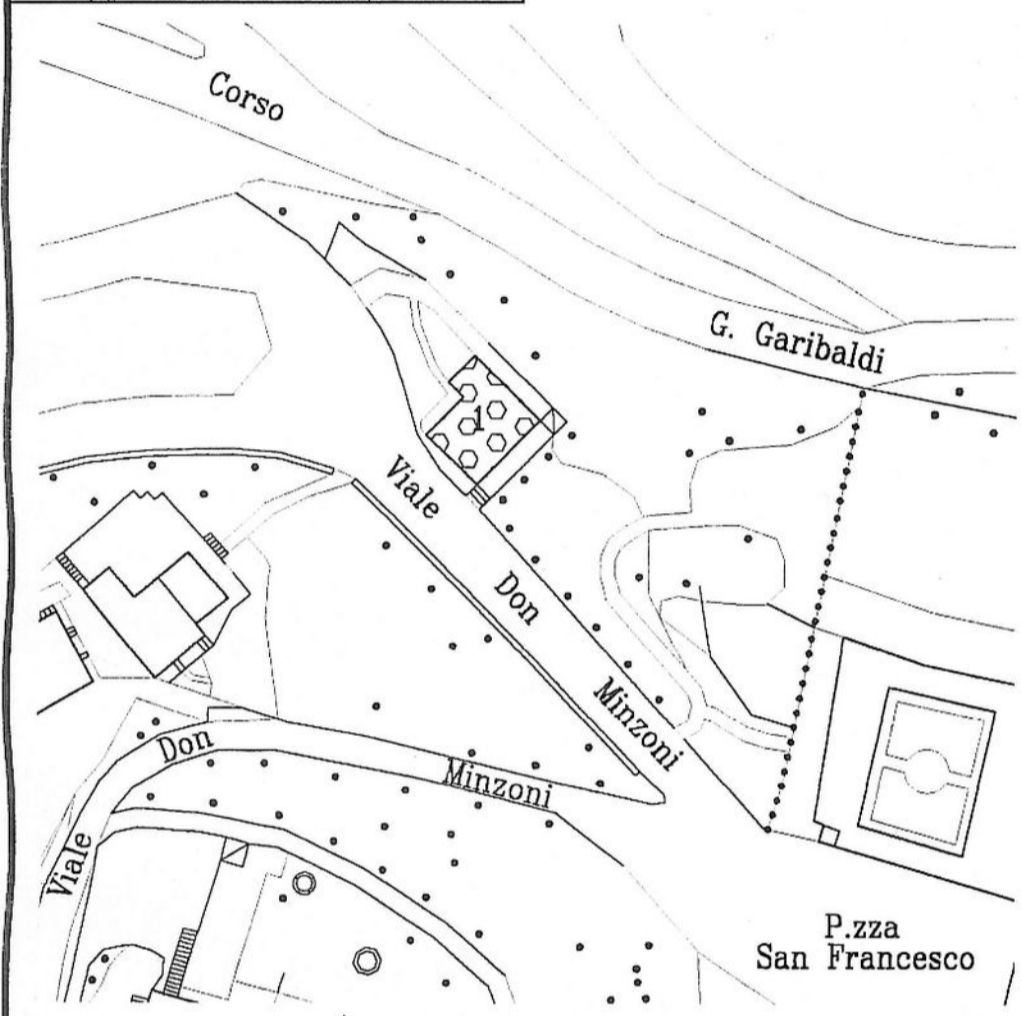 Corso
G. Garibaldi
1
Viale
Don
Minzoni
Don
Minzoni
Viale
P.zza
San Francesco